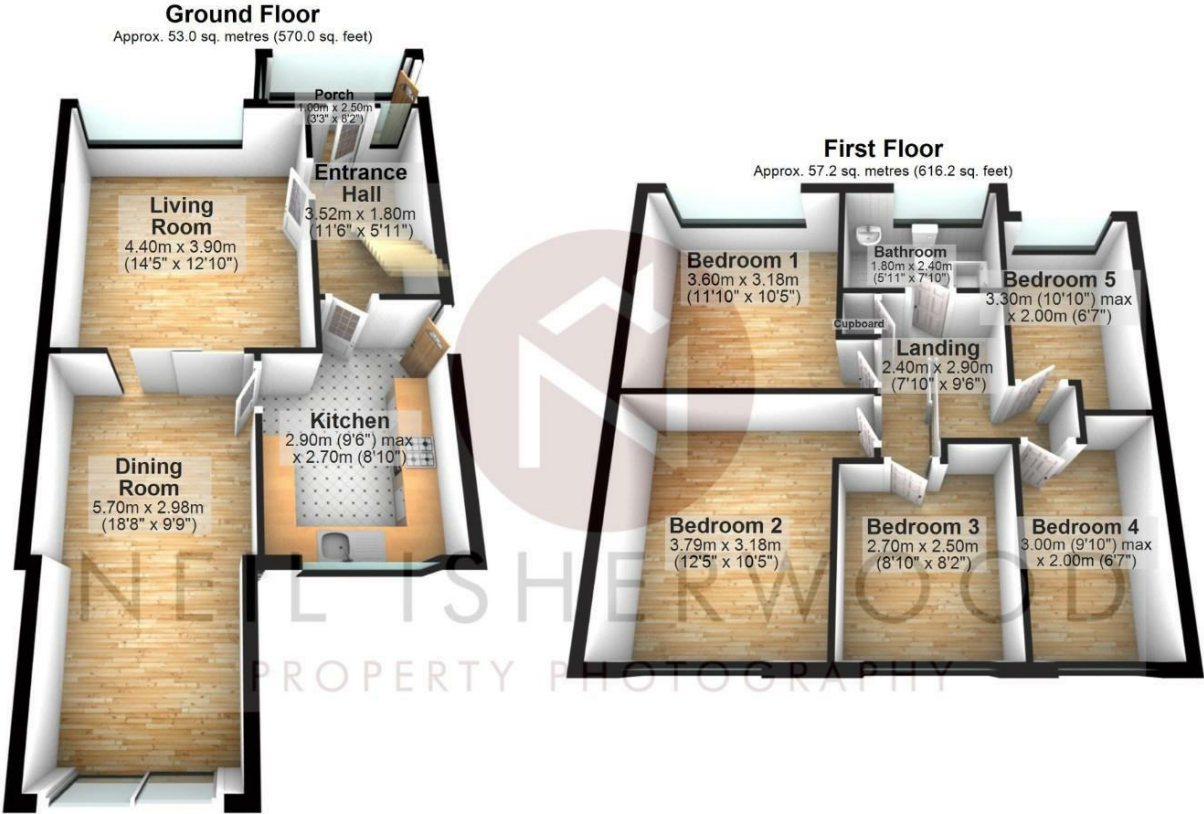 Ground Floor
Approx. 53.0 sq. metres (570.0 sq. feet)
Porch
1.00m x 2.50m
(3'3" x 8'2")
Entrance
Hall
3.52m x 1.80m
(11'6" x 5'11")
Living
Room
4.40m x 3.90m
(14'5" x 12'10")
Kitchen
2.90m (9'6") max
x 2.70m (8'10")
Dining
Room
5.70m x 2.98m
(18'8" x 9'9")
First Floor
Approx. 57.2 sq. metres (616.2 sq. feet)
Bedroom 1
3.60m x 3.18m
(11'10" x 10'5")
Bathroom
1.80m x 2.40m
(5'11" x 7'10")
Bedroom 5
3.30m (10'10") max
x 2.00m (6'7")
Cupboard
Landing
2.40m x 2.90m
(7'10" x 9'6")
Bedroom 2
3.79m x 3.18m
(12'5" x 10'5")
Bedroom 3
2.70m x 2.50m
(8'10" x 8'2")
Bedroom 4
3.00m (9'10") max
x 2.00m (6'7")
NEIL ISHERWOOD
PROPERTY PHOTOGRAPHY